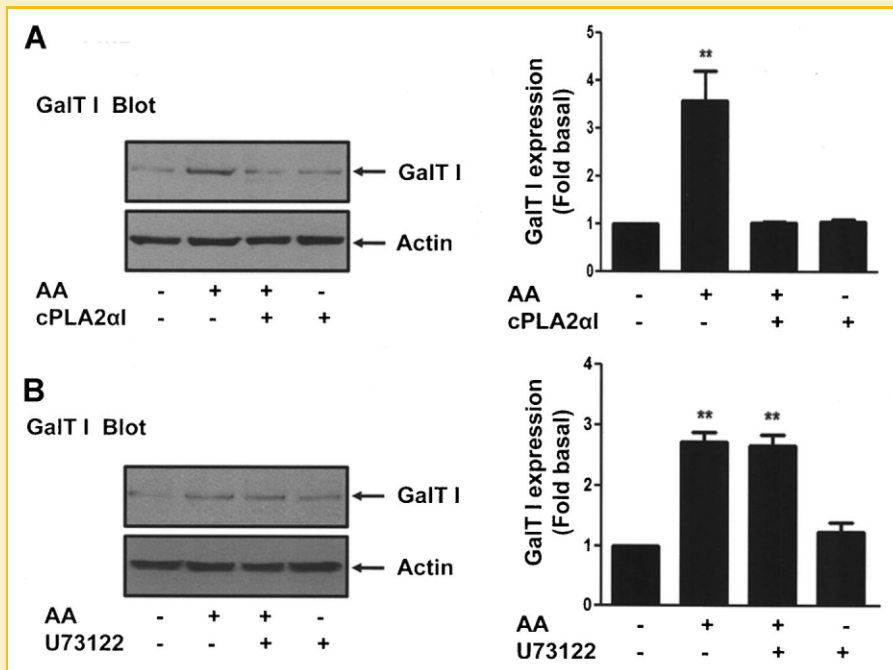 A
GalT I Blot
GalT I
Actin
AA - + + -
cPLA2αI - - + +
GalT I expression
(Fold basal)
5
4
3
2
1
0
**
AA - + + -
cPLA2αI - - + +
B
GalT I Blot
GalT I
Actin
AA - + + -
U73122 - - + +
GalT I expression
(Fold basal)
4
3
2
1
0
** **
AA - + + -
U73122 - - + +